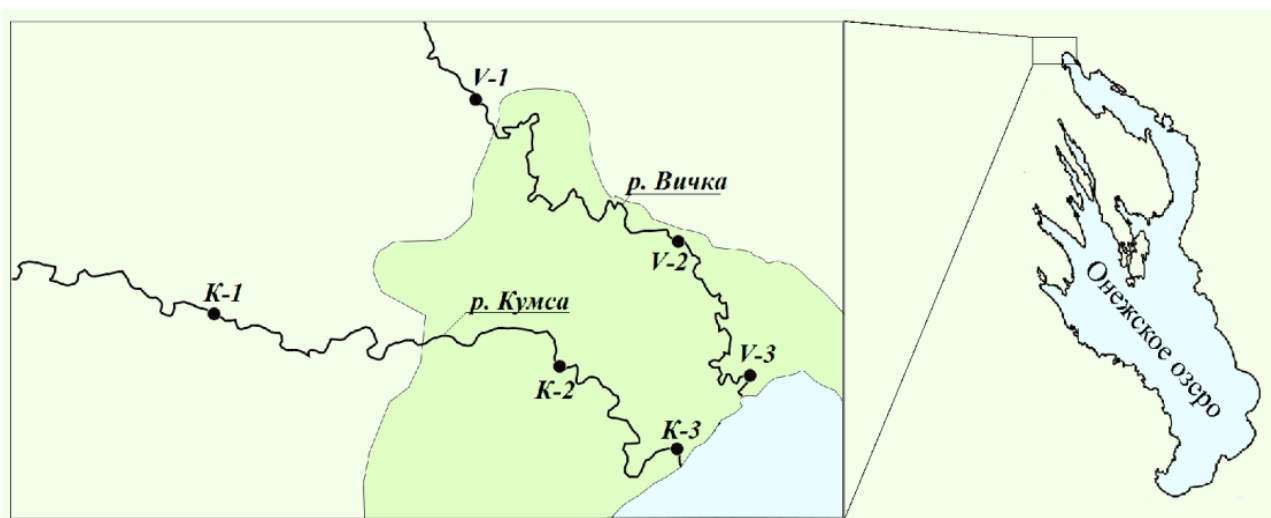 V-1
р. Вичка
V-2
К-1
р. Кумса
V-3
К-2
К-3
Онежское озеро